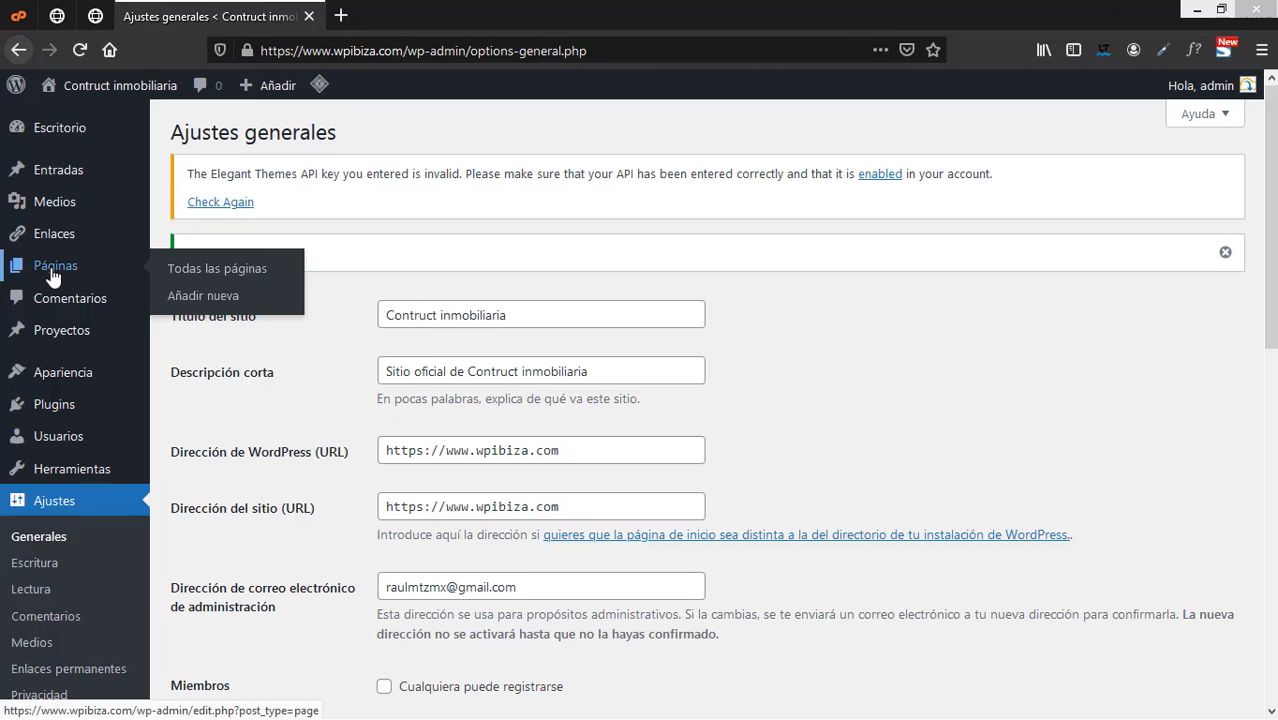 Ajustes generales < Contruct inmo
https://www.wpibiza.com/wp-admin/options-general.php
New
Contruct inmobiliaria
0
Añadir
Hola, admin
Escritorio
Entradas
Medios
Enlaces
Páginas
Comentarios
Proyectos
Apariencia
Plugins
Usuarios
Herramientas
Ajustes
Generales
Escritura
Lectura
Comentarios
Medios
Enlaces permanentes
Privacidad
Todas las páginas
Añadir nueva
Ayuda
Ajustes generales
The Elegant Themes API key you entered is invalid. Please make sure that your API has been entered correctly and that it is enabled in your account.
Check Again
Título del sitio
Contruct inmobiliaria
Descripción corta
Sitio oficial de Contruct inmobiliaria
En pocas palabras, explica de qué va este sitio.
Dirección de WordPress (URL)
https://www.wpibiza.com
Dirección del sitio (URL)
https://www.wpibiza.com
Introduce aquí la dirección si quieres que la página de inicio sea distinta a la del directorio de tu instalación de WordPress..
Dirección de correo electrónico
de administración
raulmtzmx@gmail.com
Esta dirección se usa para propósitos administrativos. Si la cambias, se te enviará un correo electrónico a tu nueva dirección para confirmarla. La nueva
dirección no se activará hasta que no la hayas confirmado.
Miembros
Cualquiera puede registrarse
https://www.wpibiza.com/wp-admin/edit.php?post_type=page